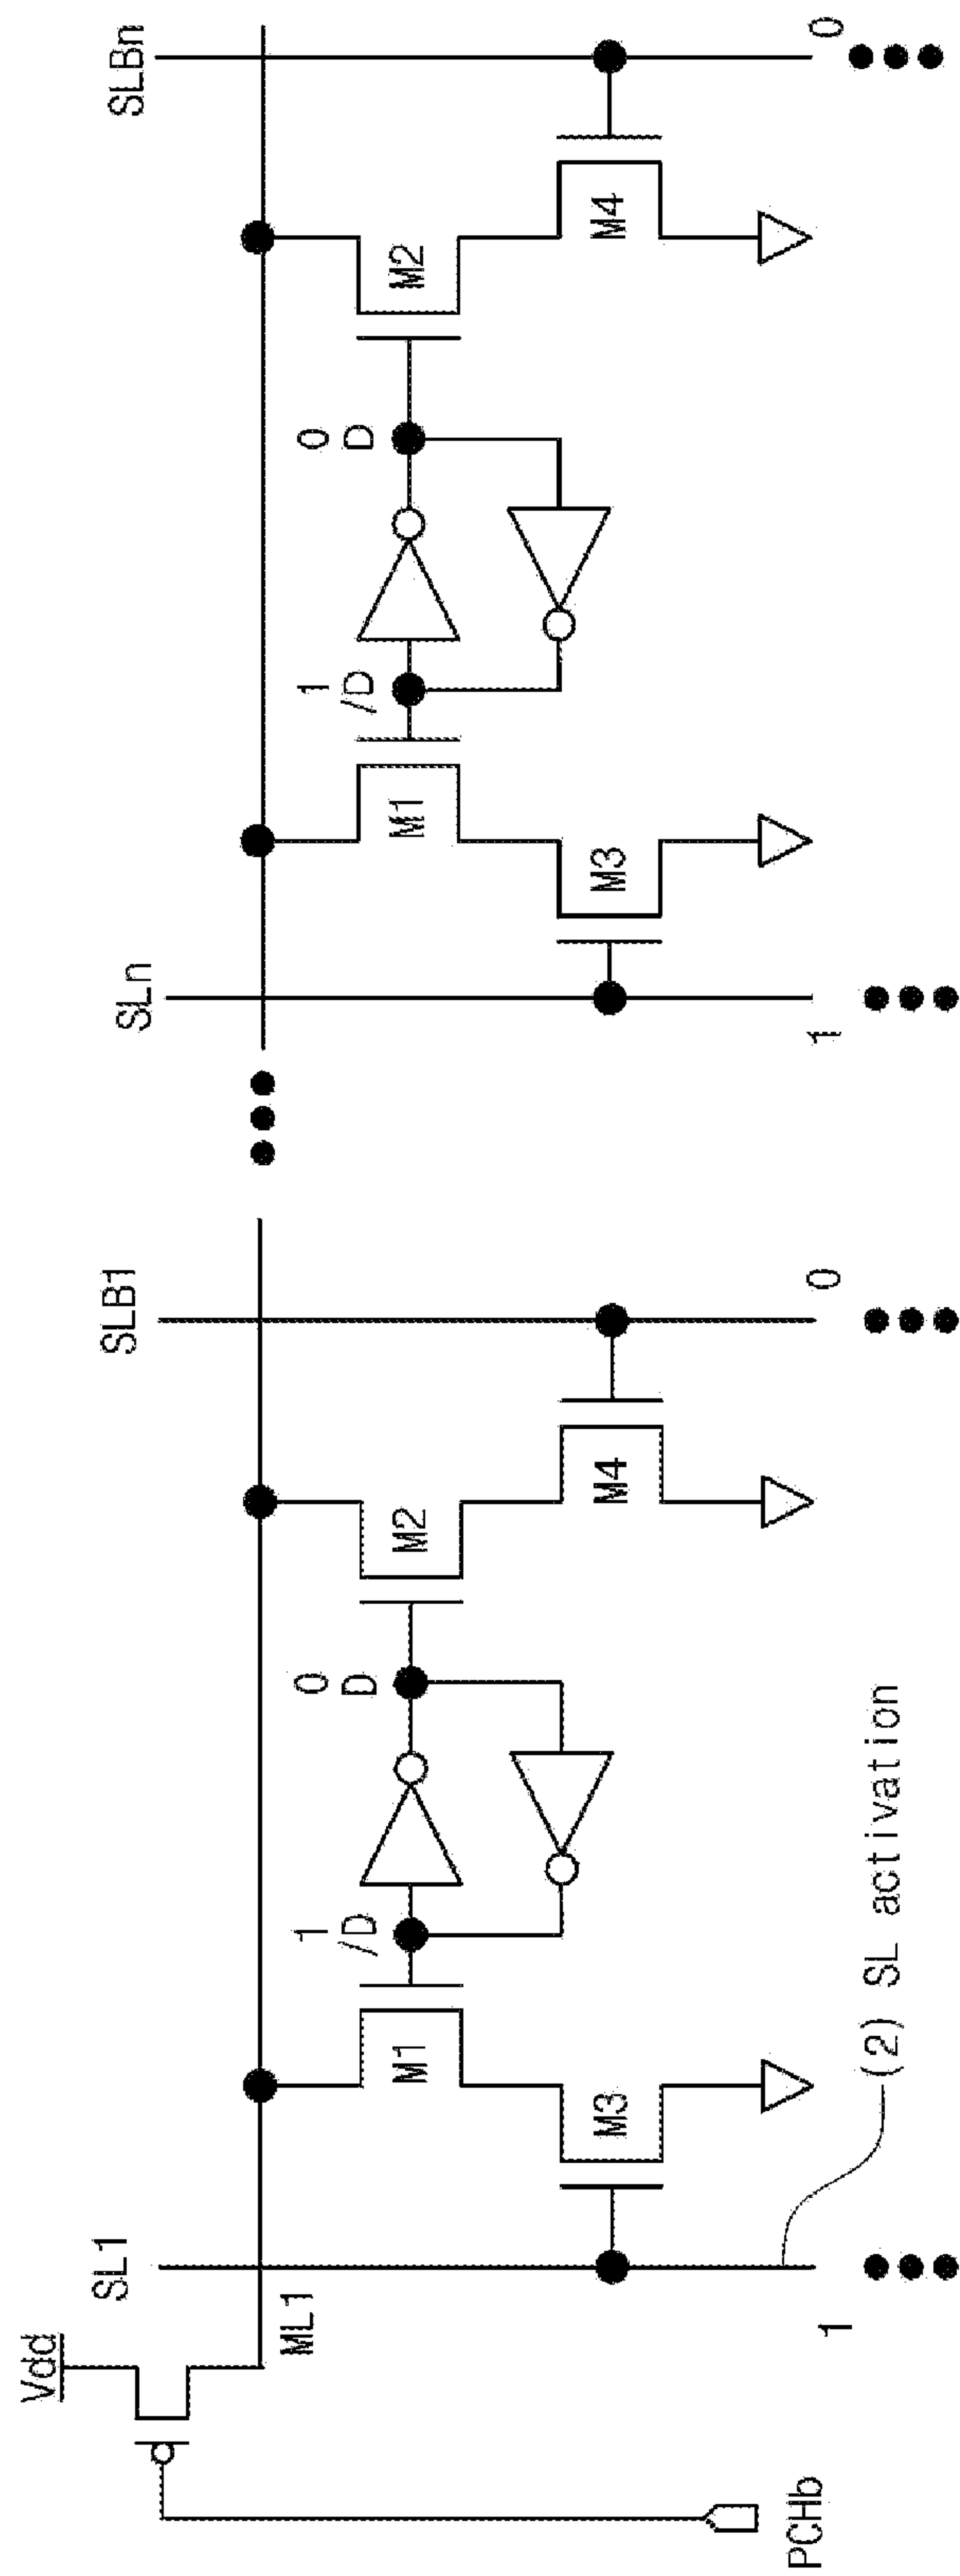 SL1
SLB1
SLn
SLBn
Vdd
ML1
PCHb
1
/D
0
D
1
/D
0
D
M1
M2
M1
M2
M3
M4
M3
M4
1
0
1
0
(2) SL activation